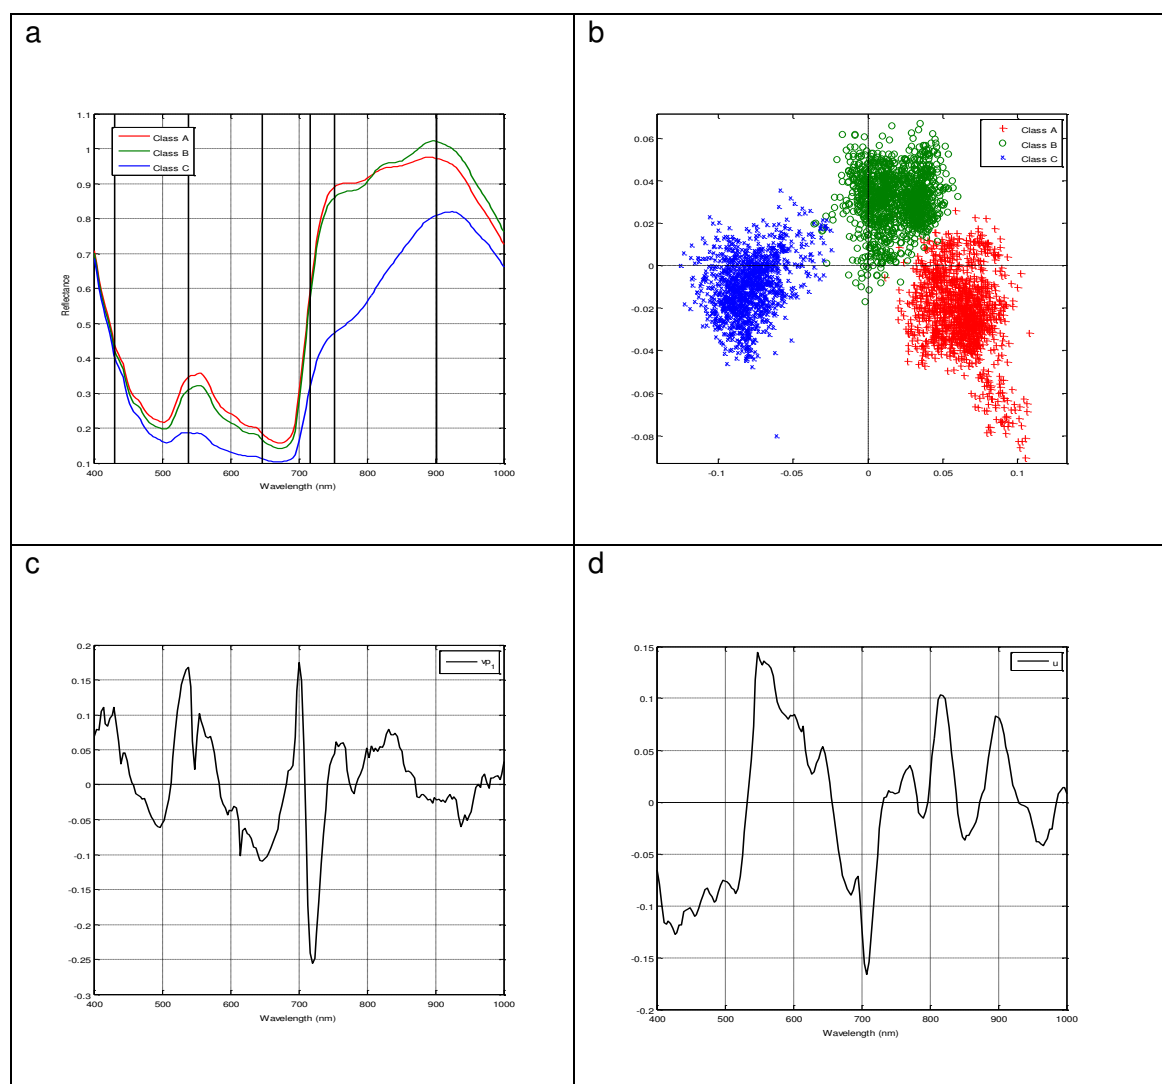 a
1.1
1
0.9
0.8
0.7
0.6
0.5
0.4
0.3
0.2
0.1
Reflectance
Class A
Class B
Class C
400 500 600 700 800 900 1000
Wavelength (nm)
b
0.06
0.04
0.02
0
-0.02
-0.04
-0.06
-0.08
Class A
Class B
Class C
-0.1 -0.05 0 0.05 0.1
c
0.2
0.15
0.1
0.05
0
-0.05
-0.1
-0.15
-0.2
-0.25
-0.3
vp1
400 500 600 700 800 900 1000
Wavelength (nm)
d
0.15
0.1
0.05
0
-0.05
-0.1
-0.15
-0.2
u
400 500 600 700 800 900 1000
Wavelength (nm)